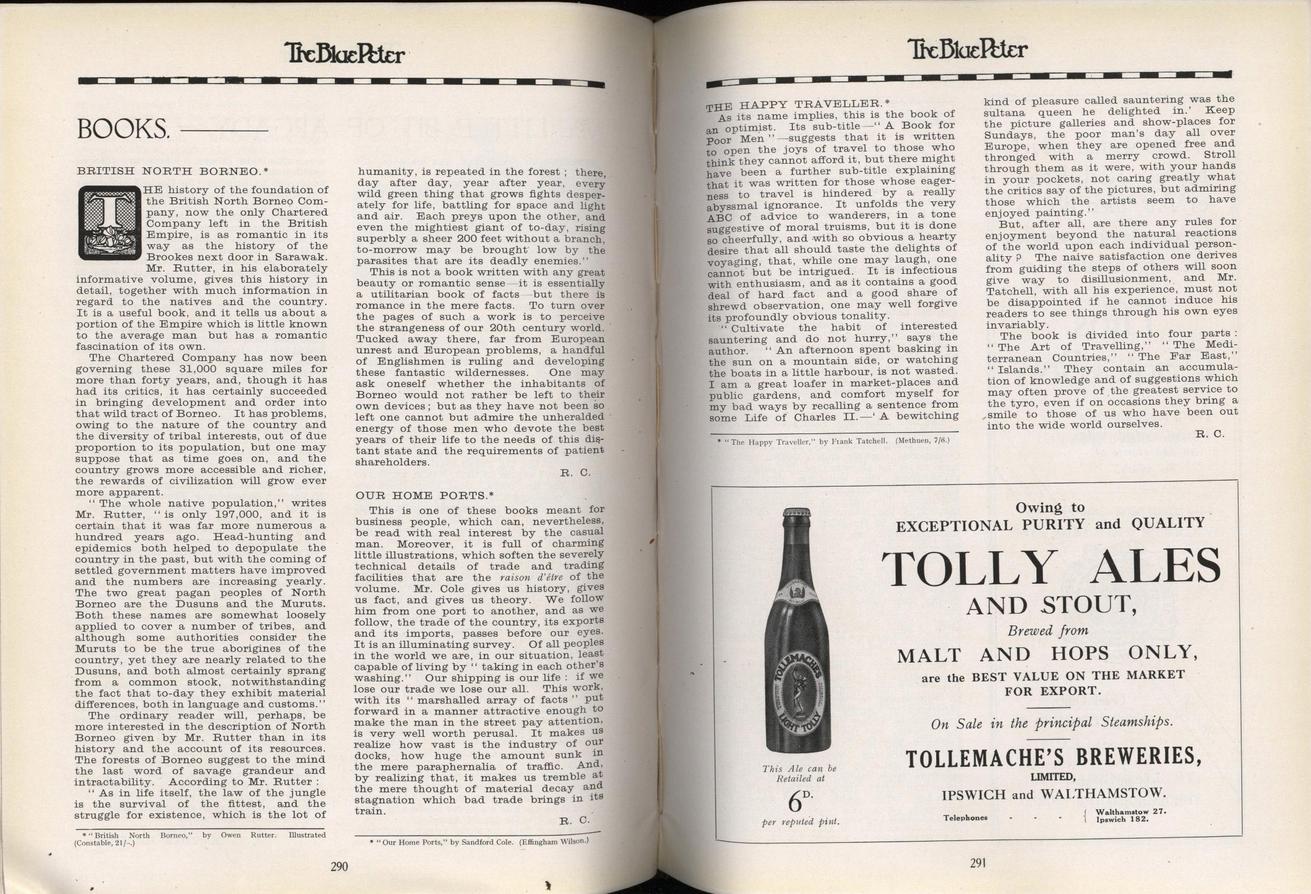 The Blue Peter
BOOKS.
BRITISH NORTH BORNEO.*
THE history of the foundation of
the British North Borneo Com-
pany, now the only Chartered
Company left in the British
Empire, is as romantic in its
way as the history of the
Brookes next door in Sarawak.
Mr. Rutter, in his elaborately
informative volume, gives this history in
detail, together with much information in
regard to the natives and the country.
It is a useful book, and it tells us about a
portion of the Empire which is little known
to the average man but has a romantic
fascination of its own.
The Chartered Company has now been
governing these 31,000 square miles for
more than forty years, and, though it has
had its critics, it has certainly succeeded
in bringing development and order into
that wild tract of Borneo. It has problems,
owing to the nature of the country and
the diversity of tribal interests, out of due
proportion to its population, but one may
suppose that as time goes on, and the
country grows more accessible and richer,
the rewards of civilization will grow ever
more apparent.
"The whole native population," writes
Mr. Rutter, "is only 197,000, and it is
certain that it was far more numerous a
hundred years ago. Head-hunting and
epidemics both helped to depopulate the
country in the past, but with the coming of
settled government matters have improved
and the numbers are increasing yearly.
The two great pagan peoples of North
Borneo are the Dusuns and the Muruts.
Both these names are somewhat loosely
applied to cover a number of tribes, and
although some authorities consider the
Muruts to be the true aborigines of the
country, yet they are nearly related to the
Dusuns, and both almost certainly sprang
from a common stock, notwithstanding
the fact that to-day they exhibit material
differences, both in language and customs."
The ordinary reader will, perhaps, be
more interested in the description of North
Borneo given by Mr. Rutter than in its
history and the account of its resources.
The forests of Borneo suggest to the mind
the last word of savage grandeur and
intractability. According to Mr. Rutter :
"As in life itself, the law of the jungle
is the survival of the fittest, and the
struggle for existence, which is the lot of
* "British North Borneo," by Owen Rutter. Illustrated
(Constable, 21/-.)
humanity, is repeated in the forest ; there,
day after day, year after year, every
wild green thing that grows fights desper-
ately for life, battling for space and light
and air. Each preys upon the other, and
even the mightiest giant of to-day, rising
superbly a sheer 200 feet without a branch,
to-morrow may be brought low by the
parasites that are its deadly enemies."
This is not a book written with any great
beauty or romantic sense—it is essentially
a utilitarian book of facts—but there is
romance in the mere facts. To turn over
the pages of such a work is to perceive
the strangeness of our 20th century world.
Tucked away there, far from European
unrest and European problems, a handful
of Englishmen is ruling and developing
these fantastic wildernesses. One may
ask oneself whether the inhabitants of
Borneo would not rather be left to their
own devices ; but as they have not been so
left one cannot but admire the unheralded
energy of those men who devote the best
years of their life to the needs of this dis-
tant state and the requirements of patient
shareholders.
R. C.
OUR HOME PORTS.*
This is one of these books meant for
business people, which can, nevertheless,
be read with real interest by the casual
man. Moreover, it is full of charming
little illustrations, which soften the severely
technical details of trade and trading
facilities that are the raison d'être of the
volume. Mr. Cole gives us history, gives
us fact, and gives us theory. We follow
him from one port to another, and as we
follow, the trade of the country, its exports
and its imports, passes before our eyes.
It is an illuminating survey. Of all peoples
in the world we are, in our situation, least
capable of living by "taking in each other's
washing." Our shipping is our life : if we
lose our trade we lose our all. This work,
with its "marshalled array of facts" put
forward in a manner attractive enough to
make the man in the street pay attention,
is very well worth perusal. It makes us
realize how vast is the industry of our
docks, how huge the amount sunk in
the mere paraphernalia of traffic. And,
by realizing that, it makes us tremble at
the mere thought of material decay and
stagnation which bad trade brings in its
train.
R. C.
* "Our Home Ports," by Sandford Cole. (Effingham Wilson.)
290
The Blue Peter
THE HAPPY TRAVELLER.*
As its name implies, this is the book of
an optimist. Its sub-title—"A Book for
Poor Men"—suggests that it is written
to open the joys of travel to those who
think they cannot afford it, but there might
have been a further sub-title explaining
that it was written for those whose eager-
ness to travel is hindered by a really
abyssmal ignorance. It unfolds the very
ABC of advice to wanderers, in a tone
suggestive of moral truisms, but it is done
so cheerfully, and with so obvious a hearty
desire that all should taste the delights of
voyaging, that, while one may laugh, one
cannot but be intrigued. It is infectious
with enthusiasm, and as it contains a good
deal of hard fact and a good share of
shrewd observation, one may well forgive
its profoundly obvious tonality.
"Cultivate the habit of interested
sauntering and do not hurry," says the
author. "An afternoon spent basking in
the sun on a mountain side, or watching
the boats in a little harbour, is not wasted.
I am a great loafer in market-places and
public gardens, and comfort myself for
my bad ways by recalling a sentence from
some Life of Charles II.—'A bewitching
* "The Happy Traveller," by Frank Tatchell. (Methuen, 7/6.)
kind of pleasure called sauntering was the
sultana queen he delighted in.' Keep
the picture galleries and show-places for
Sundays, the poor man's day all over
Europe, when they are opened free and
thronged with a merry crowd. Stroll
through them as it were, with your hands
in your pockets, not caring greatly what
the critics say of the pictures, but admiring
those which the artists seem to have
enjoyed painting."
But, after all, are there any rules for
enjoyment beyond the natural reactions
of the world upon each individual person-
ality ? The naive satisfaction one derives
from guiding the steps of others will soon
give way to disillusionment, and Mr.
Tatchell, with all his experience, must not
be disappointed if he cannot induce his
readers to see things through his own eyes
invariably.
The book is divided into four parts :
"The Art of Travelling," "The Medi-
terranean Countries," "The Far East,"
"Islands." They contain an accumula-
tion of knowledge and of suggestions which
may often prove of the greatest service to
the tyro, even if on occasions they bring a
smile to those of us who have been out
into the wide world ourselves.
R. C.
TOLLEMACHES
LIGHT TOLLY
This Ale can be
Retailed at
6D.
per reputed pint.
Owing to
EXCEPTIONAL PURITY and QUALITY
TOLLY ALES
AND STOUT,
Brewed from
MALT AND HOPS ONLY,
are the BEST VALUE ON THE MARKET
FOR EXPORT.
On Sale in the principal Steamships.
TOLLEMACHE'S BREWERIES,
LIMITED,
IPSWICH and WALTHAMSTOW.
Telephones - - - { Walthamstow 27.
Ipswich 182.
291